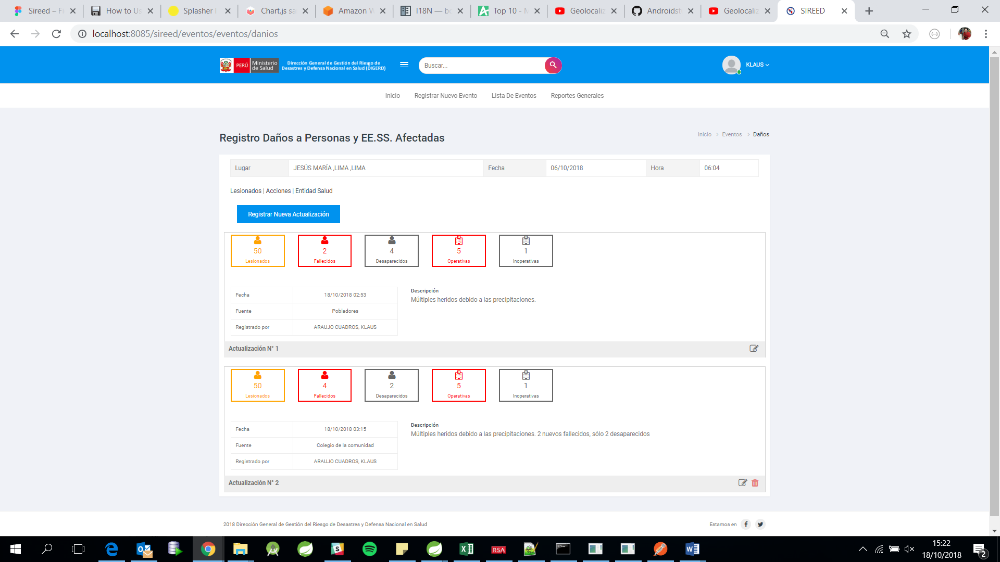 Sireed – Fi
How to Us
Splasher
Chart.js sa
Amazon W
I18N — bo
Top 10 - M
Geolocaliz
Androidst
Geolocaliz
SIREED
localhost:8085/sireed/eventos/eventos/danios
PERÚ
Ministerio
de Salud
Dirección General de Gestión del Riesgo de
Desastres y Defensa Nacional en Salud (DIGERD)
Buscar...
KLAUS
Inicio
Registrar Nuevo Evento
Lista De Eventos
Reportes Generales
Registro Daños a Personas y EE.SS. Afectadas
Inicio > Eventos > Daños
Lugar
JESÚS MARÍA ,LIMA ,LIMA
Fecha
06/10/2018
Hora
06:04
Lesionados | Acciones | Entidad Salud
Registrar Nueva Actualización
50
Lesionados
2
Fallecidos
4
Desaparecidos
5
Operativas
1
Inoperativas
Fecha
18/10/2018 02:53
Fuente
Pobladores
Registrado por
ARAUJO CUADROS, KLAUS
Descripción
Múltiples heridos debido a las precipitaciones.
Actualización N° 1
50
Lesionados
4
Fallecidos
2
Desaparecidos
5
Operativas
1
Inoperativas
Fecha
18/10/2018 03:15
Fuente
Colegio de la comunidad
Registrado por
ARAUJO CUADROS, KLAUS
Descripción
Múltiples heridos debido a las precipitaciones. 2 nuevos fallecidos, sólo 2 desaparecidos
Actualización N° 2
2018 Dirección General de Gestión del Riesgo de Desastres y Defensa Nacional en Salud
Estamos en
RSA
15:22
18/10/2018
2